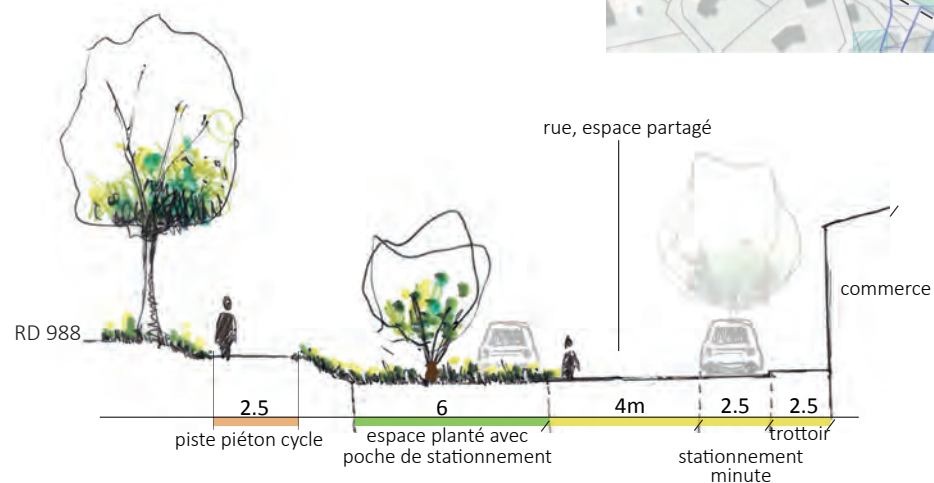 rue, espace partagé
commerce
RD 988
2.5
6
4m
2.5
2.5
piste piéton cycle
espace planté avec
poche de stationnement
trottoir
stationnement
minute